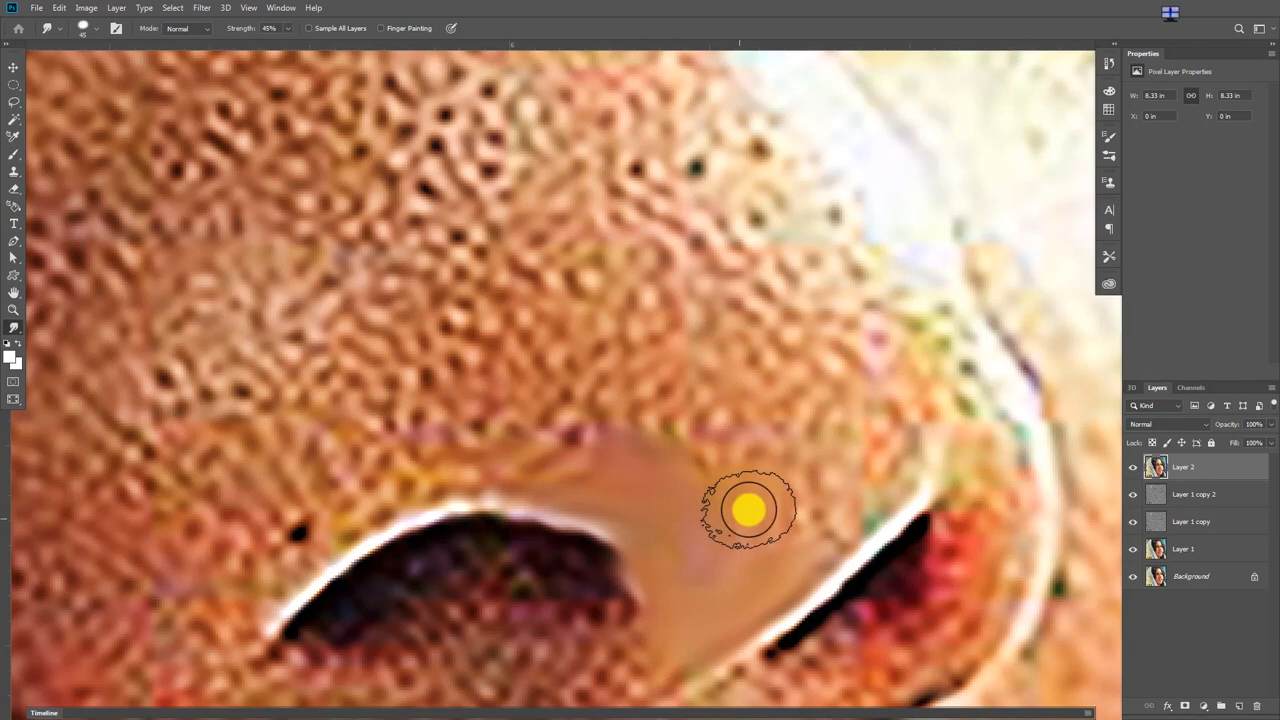 Ps File Edit Image Layer Type Select Filter 3D View Window Help
45 Mode: Normal Strength: 45% Sample All Layers Finger Painting
6
Properties
Pixel Layer Properties
W: 8.33 in H: 8.33 in
X: 0 in Y: 0 in
3D Layers Channels
Kind
Normal Opacity: 100%
Lock: Fill: 100%
Layer 2
Layer 1 copy 2
Layer 1 copy
Layer 1
Background
Timeline